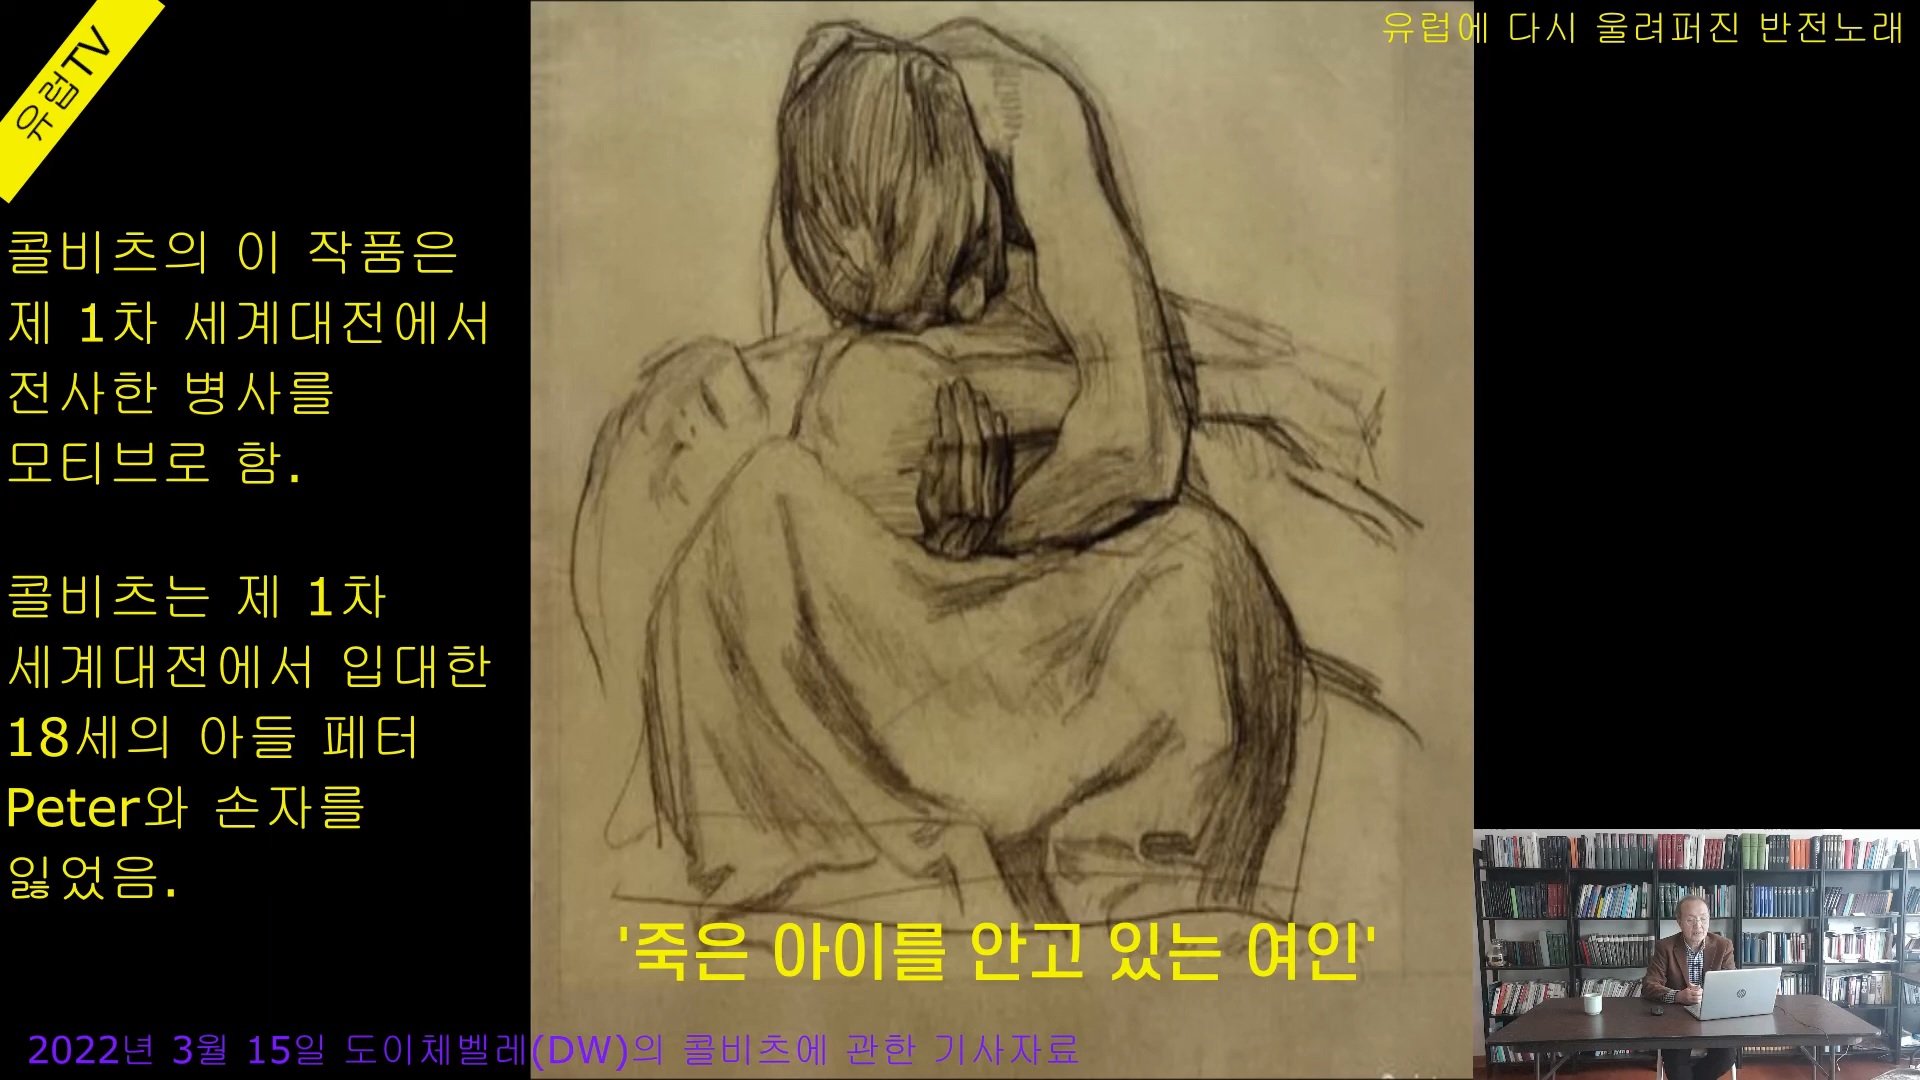 유럽TV
유럽에 다시 울려퍼진 반전노래
콜비츠의 이 작품은
제 1차 세계대전에서
전사한 병사를
모티브로 함.
콜비츠는 제 1차
세계대전에서 입대한
18세의 아들 페터
Peter와 손자를
잃었음.
'죽은 아이를 안고 있는 여인'
2022년 3월 15일 도이체벨레(DW)의 콜비츠에 관한 기사자료
hp